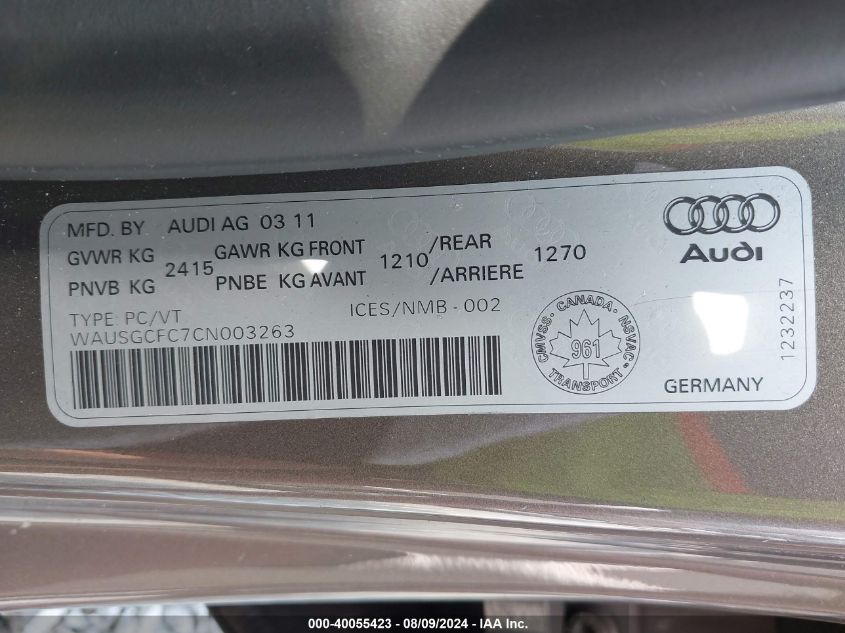 MFD. BY AUDI AG 03 11
GVWR KG 2415 GAWR KG FRONT 1210 /REAR 1270
PNVB KG PNBE KG AVANT /ARRIERE
TYPE: PC/VT ICES/NMB - 002
WAUSGCFC7CN003263
CMVSS · CANADA · NSVAC
961
TRANSPORT
Audi
1232237
GERMANY
000-40055423 - 08/09/2024 - IAA Inc.